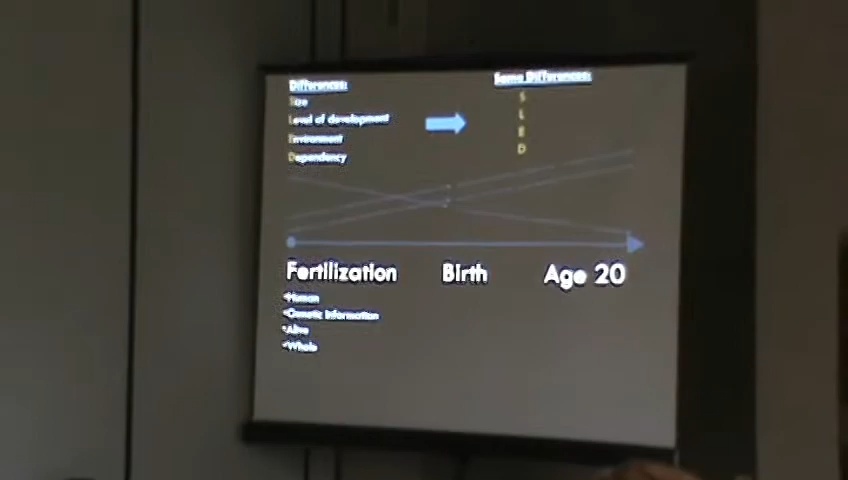 Differences:
Size
Level of development
Environment
Dependency
Same Differences:
S
L
E
D
Fertilization
Birth
Age 20
•Human
•Genetic Information
•Alive
•Whole